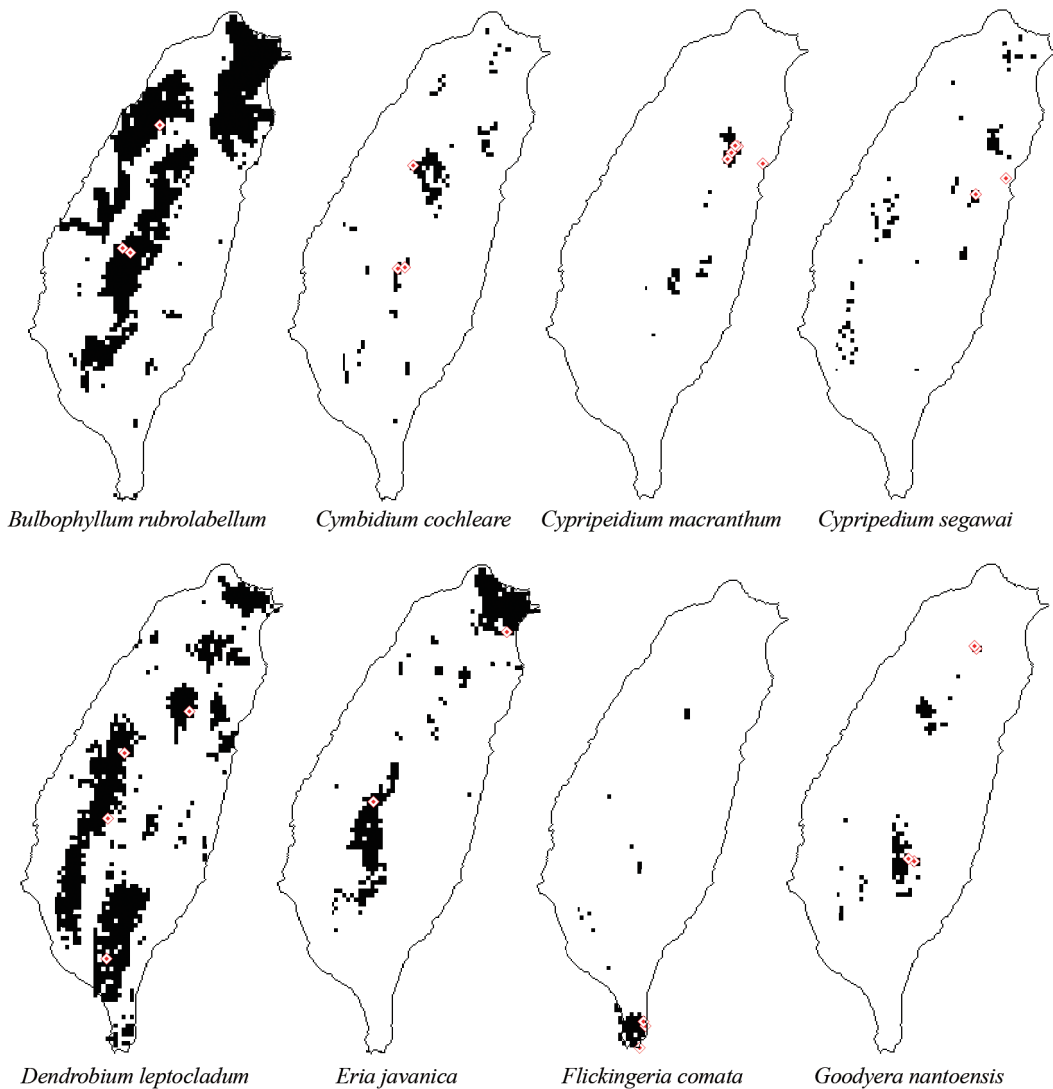 Bulbophyllum rubrolabellum
Cymbidium cochleare
Cypripeidium macranthum
Cypripedium segawai
Dendrobium leptocladum
Eria javanica
Flickingeria comata
Goodyera nantoensis